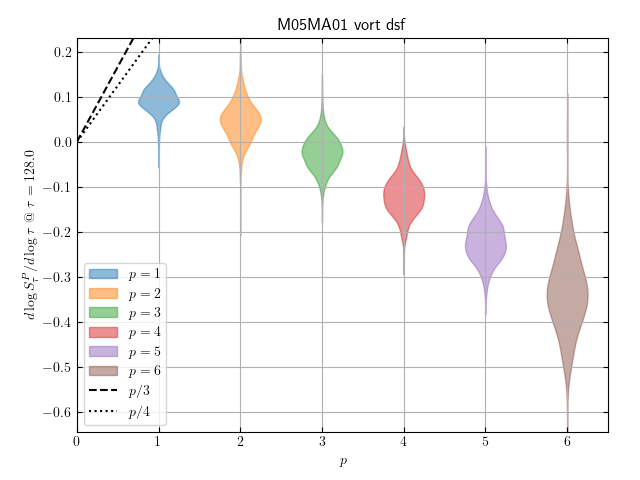 M05MA01 vort dsf
d log S_τ^P / d log τ @ τ = 128.0
0.2
0.1
0.0
−0.1
−0.2
−0.3
−0.4
−0.5
−0.6
p = 1
p = 2
p = 3
p = 4
p = 5
p = 6
p/3
p/4
0 1 2 3 4 5 6
p